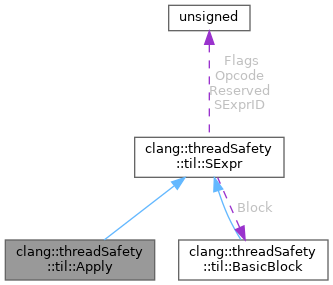 unsigned
Flags
Opcode
Reserved
SExprID
clang::threadSafety
::til::SExpr
Block
clang::threadSafety
::til::Apply
clang::threadSafety
::til::BasicBlock